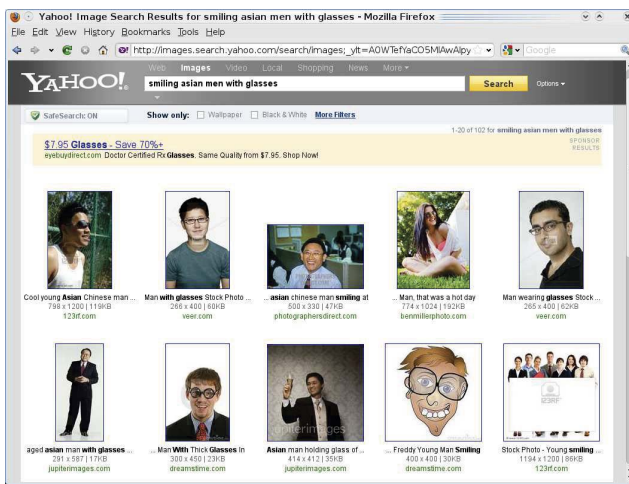 Yahoo! Image Search Results for smiling asian men with glasses - Mozilla Firefox
File Edit View History Bookmarks Tools Help
http://images.search.yahoo.com/search/images;_ylt=A0WTefYaCO5MlAwAlpy Google
Web Images Video Local Shopping News More
YAHOO!
smiling asian men with glasses Search Options
SafeSearch: ON Show only: Wallpaper Black & White More Filters
1-20 of 102 for smiling asian men with glasses
$7.95 Glasses - Save 70%+ SPONSOR
eyebuydirect.com Doctor Certified Rx Glasses. Same Quality from $7.95. Shop Now! RESULTS
Cool young Asian Chinese man ... Man with glasses Stock Photo ... ... asian chinese man smiling at ... Man, that was a hot day Man wearing glasses Stock ...
798 x 1200 | 119KB 266 x 400 | 60KB 500 x 330 | 47KB 774 x 1024 | 192KB 265 x 400 | 62KB
123rf.com veer.com photographersdirect.com benmillerphoto.com veer.com
jupiterimages
123RF
aged asian man With glasses ... ... Man With Thick Glasses In Asian man holding glass of ... ... Freddy Young Man Smiling Stock Photo - Young smiling ...
291 x 587 | 17KB 300 x 450 | 23KB 414 x 412 | 35KB 400 x 400 | 30KB 1194 x 1200 | 86KB
jupiterimages.com dreamstime.com jupiterimages.com dreamstime.com 123rf.com